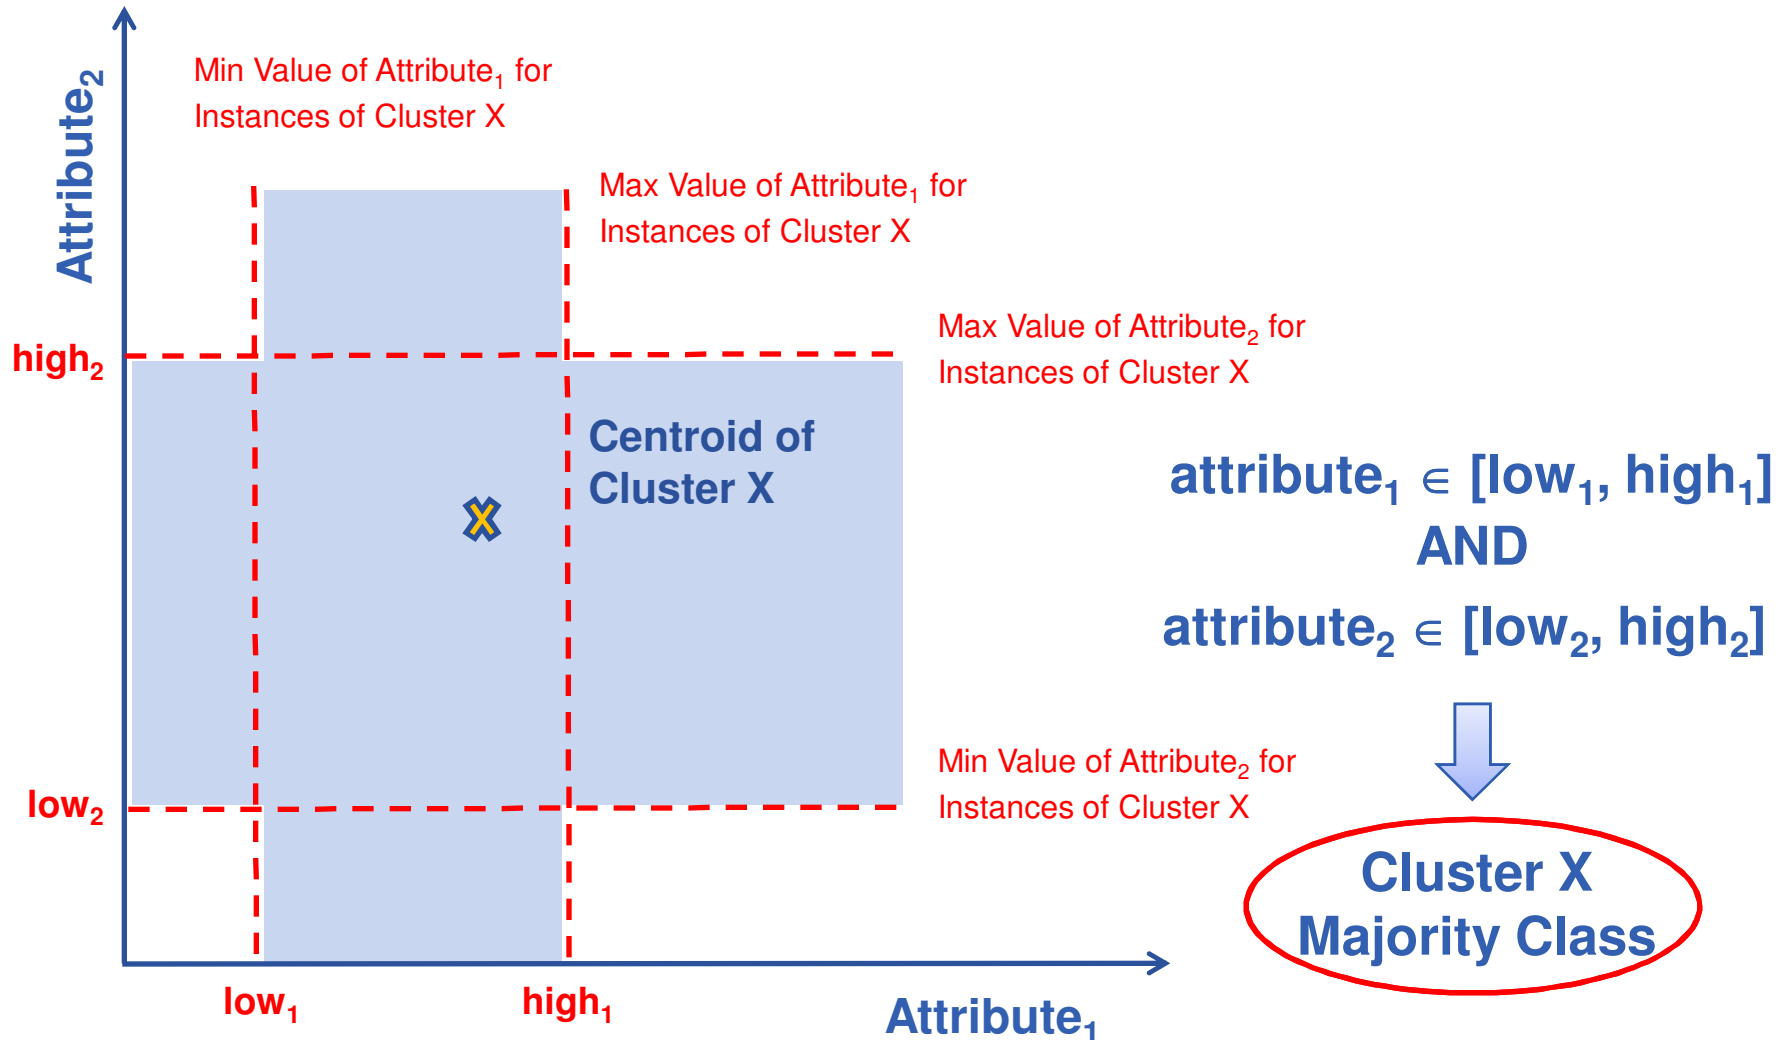 Attribute₂
Min Value of Attribute₁ for
Instances of Cluster X
Max Value of Attribute₁ for
Instances of Cluster X
Max Value of Attribute₂ for
Instances of Cluster X
high₂
Centroid of
Cluster X
attribute₁ ∈ [low₁, high₁]
AND
attribute₂ ∈ [low₂, high₂]
Min Value of Attribute₂ for
Instances of Cluster X
low₂
Cluster X
Majority Class
low₁
high₁
Attribute₁